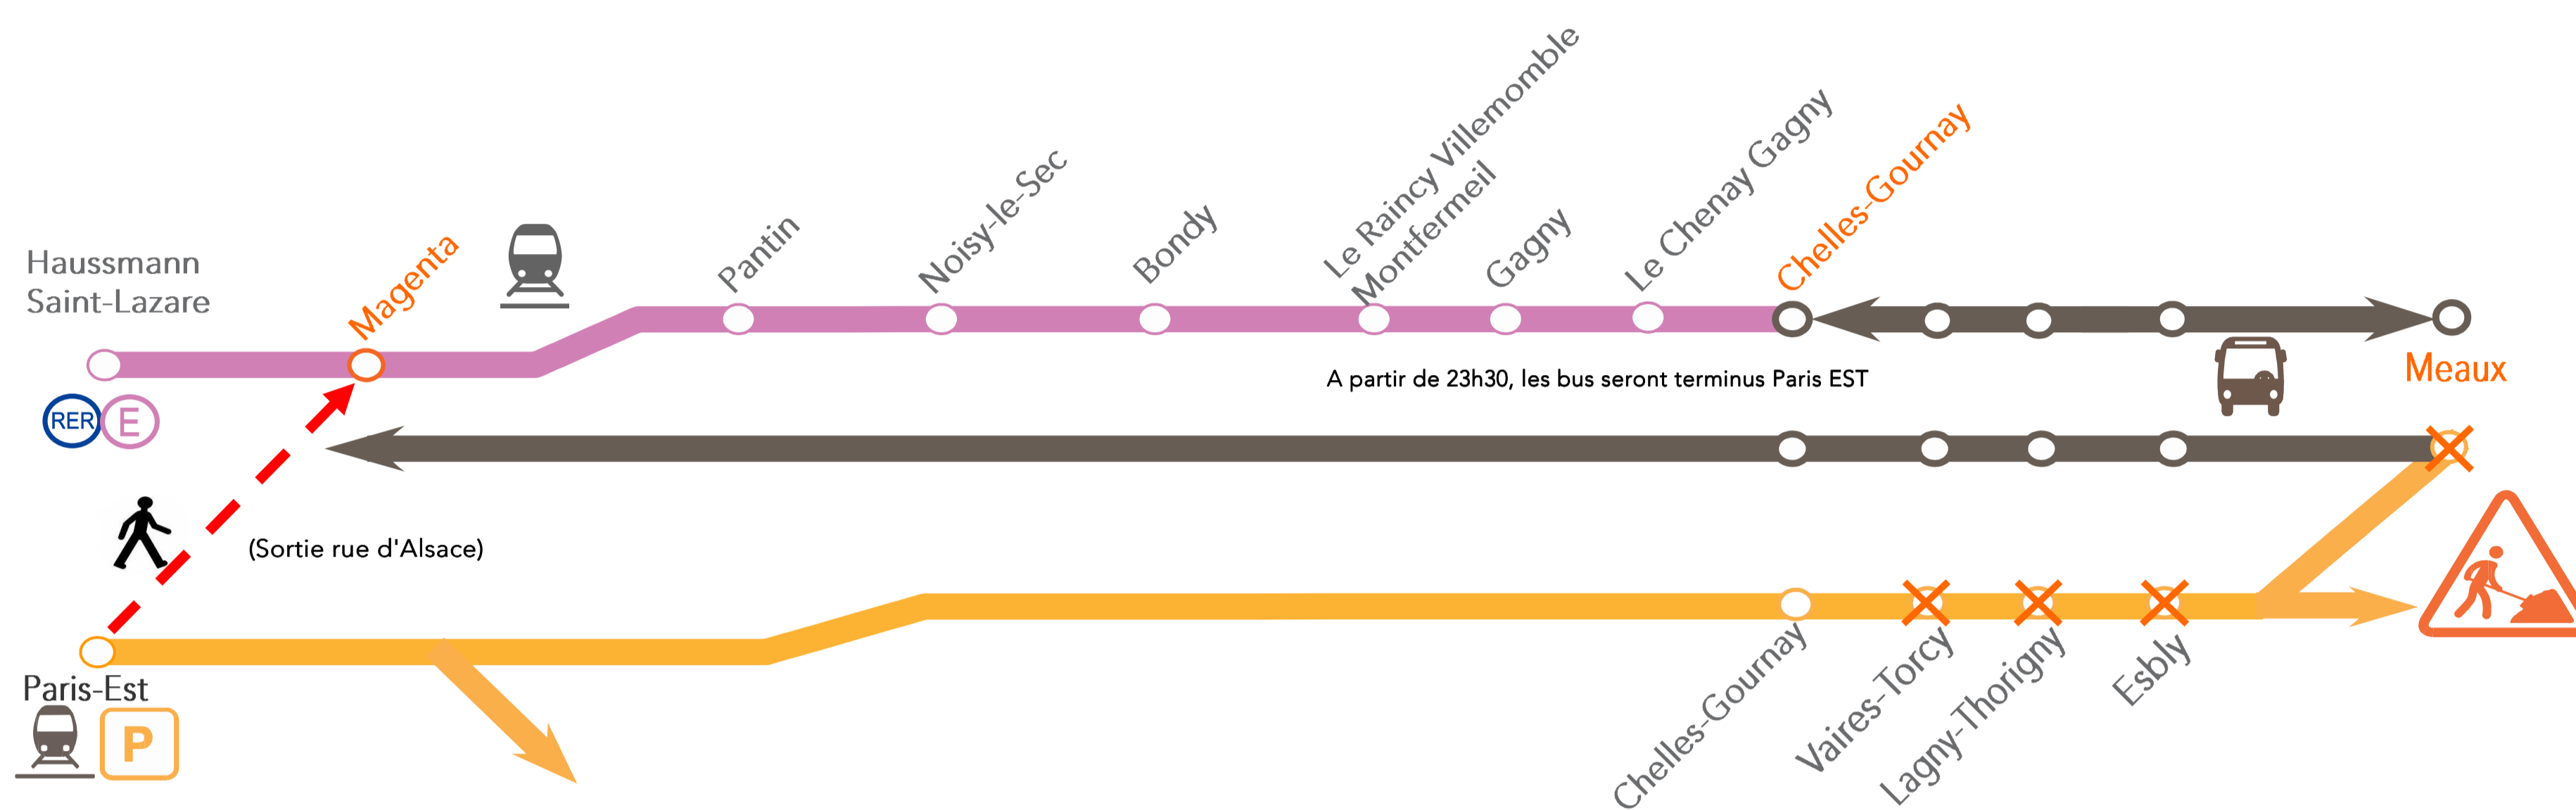 Haussmann
Saint-Lazare
Magenta
Pantin
Noisy-le-Sec
Bondy
Le Raincy Villemomble
Montfermeil
Gagny
Le Chenay Gagny
Chelles-Gournay
Meaux
A partir de 23h30, les bus seront terminus Paris EST
RER
E
(Sortie rue d'Alsace)
Paris-Est
P
Chelles-Gournay
Vaires-Torcy
Lagny-Thorigny
Esbly